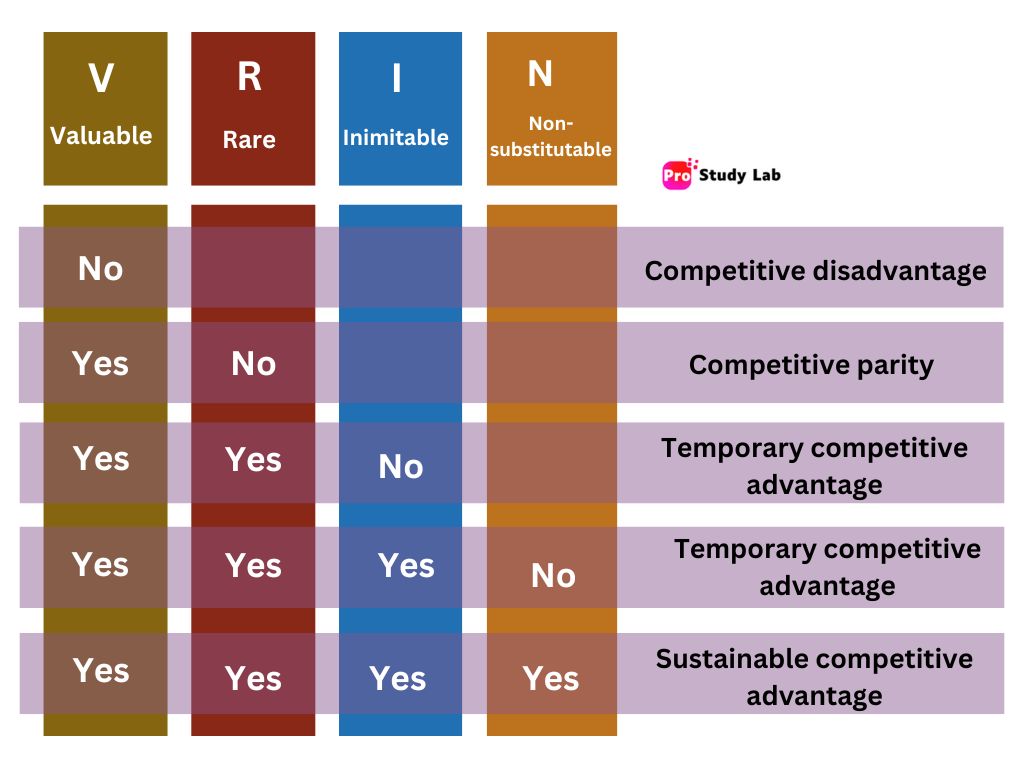 V
Valuable
R
Rare
I
Inimitable
N
Non-
substitutable
Pro Study Lab
No
Competitive disadvantage
Yes
No
Competitive parity
Yes
Yes
No
Temporary competitive
advantage
Yes
Yes
Yes
No
Temporary competitive
advantage
Yes
Yes
Yes
Yes
Sustainable competitive
advantage